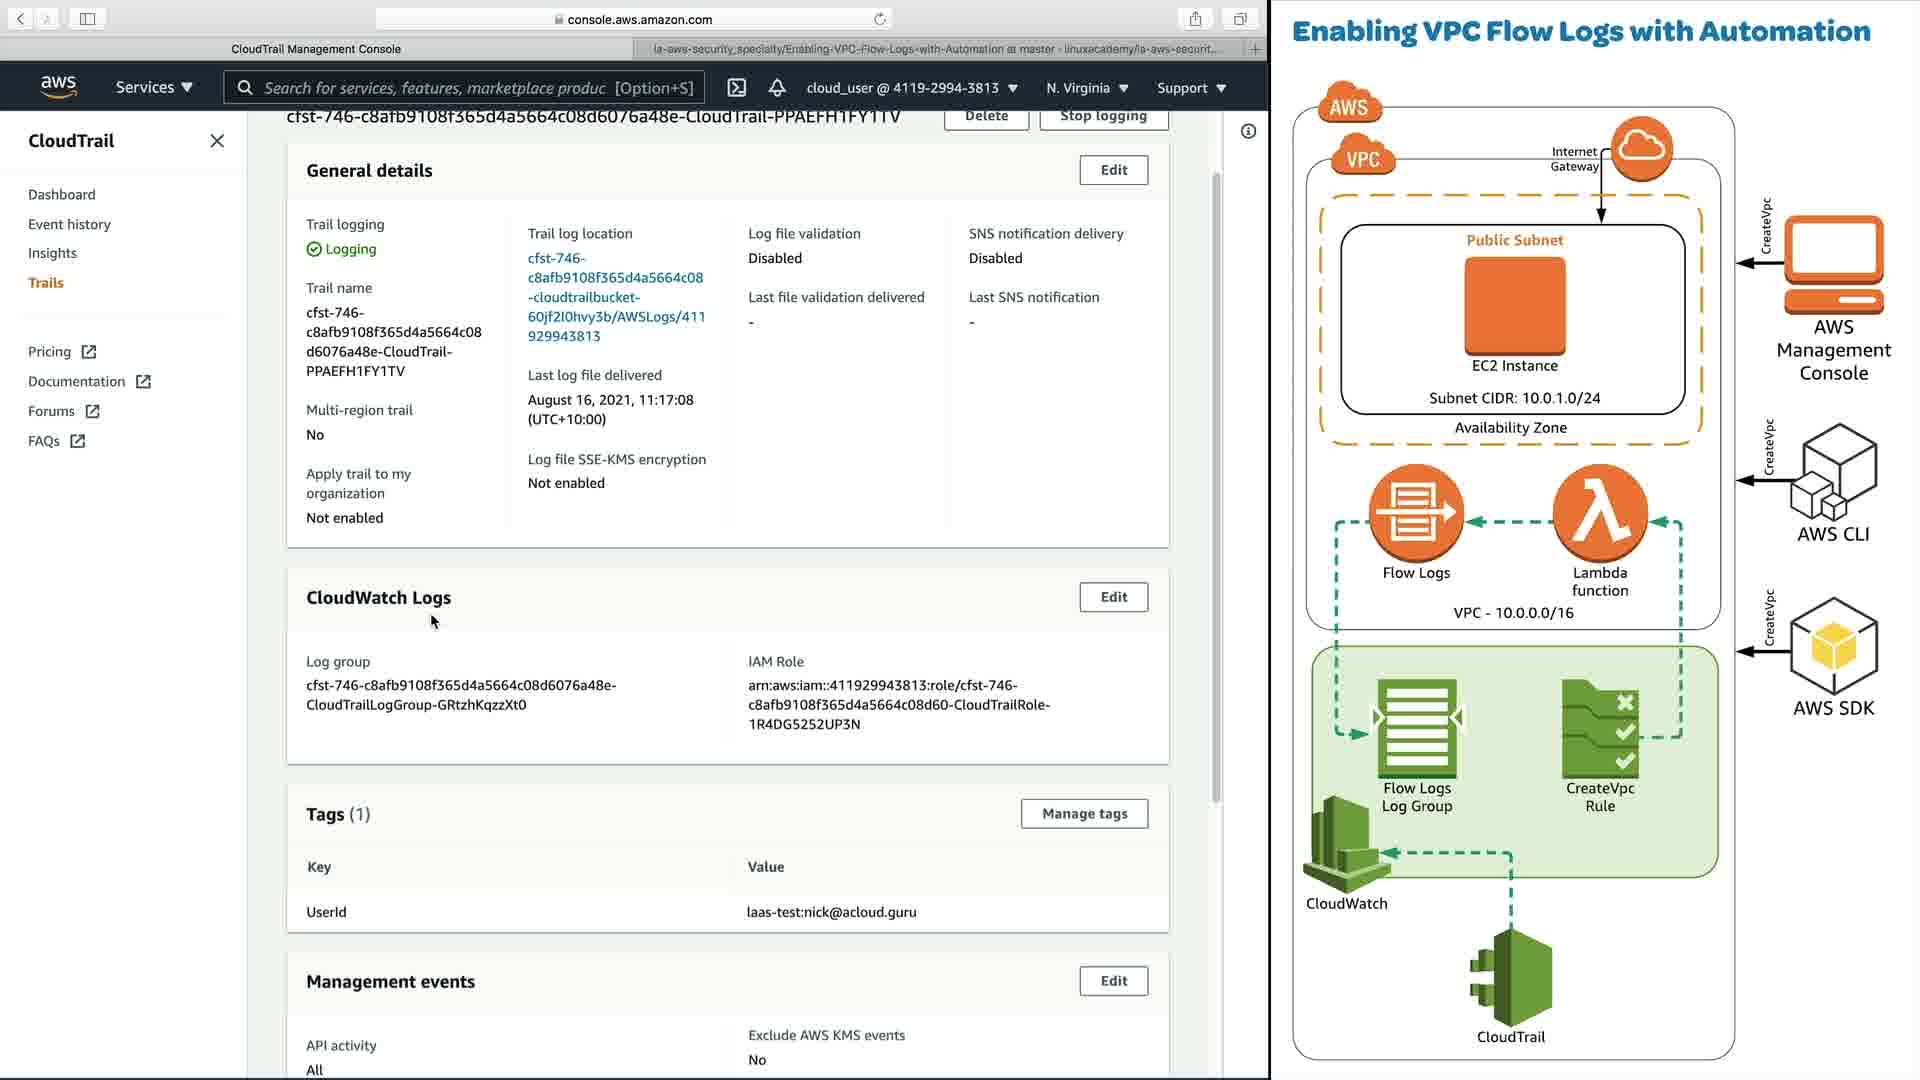 console.aws.amazon.com
CloudTrail Management Console
la-aws-security_specialty/Enabling-VPC-Flow-Logs-with-Automation at master · linuxacademy/la-aws-securit...
aws
Services
Search for services, features, marketplace produc [Option+S]
cloud_user @ 4119-2994-3813
N. Virginia
Support
CloudTrail
Dashboard
Event history
Insights
Trails
Pricing
Documentation
Forums
FAQs
cfst-746-c8afb9108f365d4a5664c08d6076a48e-CloudTrail-PPAEFH1FY1TV
Delete
Stop logging
General details
Edit
Trail logging
Logging
Trail name
cfst-746-
c8afb9108f365d4a5664c08
d6076a48e-CloudTrail-
PPAEFH1FY1TV
Multi-region trail
No
Apply trail to my
organization
Not enabled
Trail log location
cfst-746-
c8afb9108f365d4a5664c08
-cloudtrailbucket-
60jf2l0hvy3b/AWSLogs/411
929943813
Last log file delivered
August 16, 2021, 11:17:08
(UTC+10:00)
Log file SSE-KMS encryption
Not enabled
Log file validation
Disabled
Last file validation delivered
-
SNS notification delivery
Disabled
Last SNS notification
-
CloudWatch Logs
Edit
Log group
cfst-746-c8afb9108f365d4a5664c08d6076a48e-
CloudTrailLogGroup-GRtzhKqzzXt0
IAM Role
arn:aws:iam::411929943813:role/cfst-746-
c8afb9108f365d4a5664c08d60-CloudTrailRole-
1R4DG5252UP3N
Tags (1)
Manage tags
Key
Value
UserId
laas-test:nick@acloud.guru
Management events
Edit
API activity
All
Exclude AWS KMS events
No
Enabling VPC Flow Logs with Automation
AWS
VPC
Internet
Gateway
Public Subnet
EC2 Instance
Subnet CIDR: 10.0.1.0/24
Availability Zone
Flow Logs
Lambda
function
VPC - 10.0.0.0/16
Flow Logs
Log Group
CreateVpc
Rule
CloudWatch
CloudTrail
CreateVpc
AWS
Management
Console
CreateVpc
AWS CLI
CreateVpc
AWS SDK